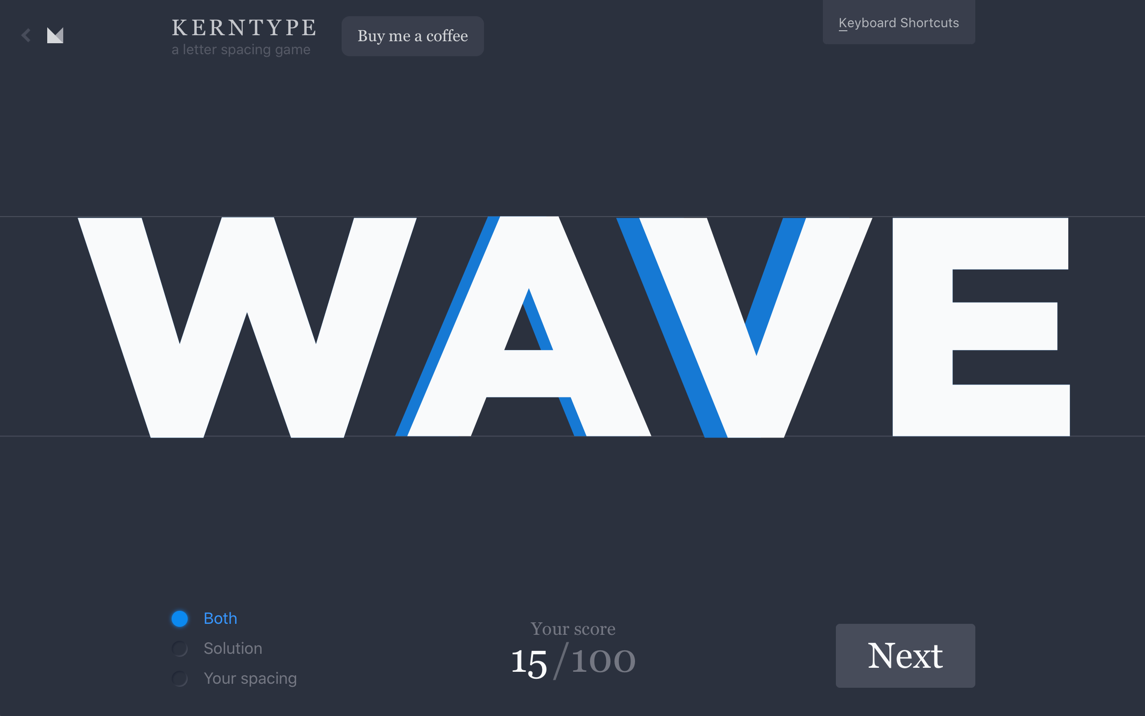 KERNTYPE
a letter spacing game
Buy me a coffee
Keyboard Shortcuts
WAVE
Both
Solution
Your spacing
Your score
15/100
Next